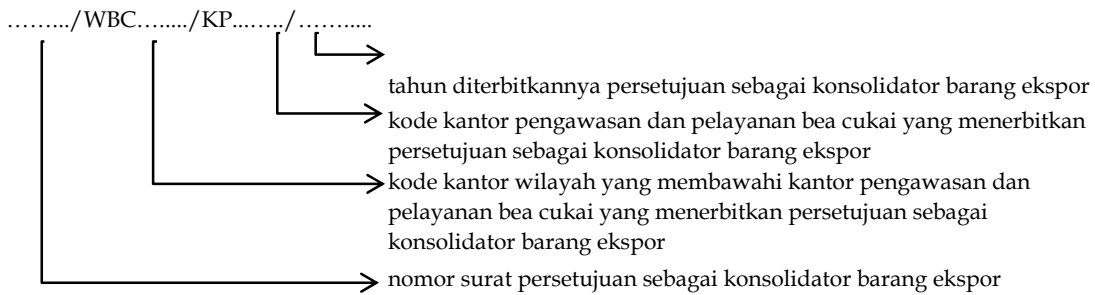 ……../WBC…...../KP...…../……....
tahun diterbitkannya persetujuan sebagai konsolidator barang ekspor
kode kantor pengawasan dan pelayanan bea cukai yang menerbitkan
persetujuan sebagai konsolidator barang ekspor
kode kantor wilayah yang membawahi kantor pengawasan dan
pelayanan bea cukai yang menerbitkan persetujuan sebagai
konsolidator barang ekspor
nomor surat persetujuan sebagai konsolidator barang ekspor